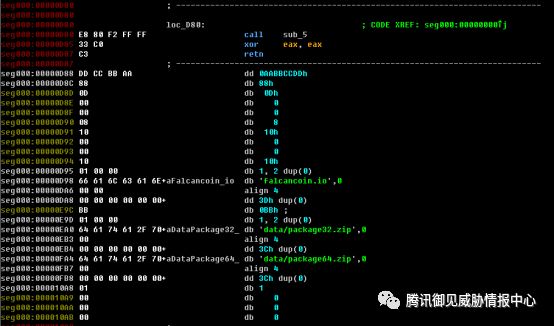 seg000:00000D80 ; ---------------------------------------------------------------------------
seg000:00000D80
seg000:00000D80 loc_D80: ; CODE XREF: seg000:00000000↑j
seg000:00000D80 E8 80 F2 FF FF call sub_5
seg000:00000D85 33 C0 xor eax, eax
seg000:00000D87 C3 retn
seg000:00000D87 ; ---------------------------------------------------------------------------
seg000:00000D88 DD CC BB AA dd 0AABBCCDDh
seg000:00000D8C 88 db 88h
seg000:00000D8D 0D db 0Dh
seg000:00000D8E 00 db 0
seg000:00000D8F 00 db 0
seg000:00000D90 08 db 8
seg000:00000D91 10 db 10h
seg000:00000D92 00 db 0
seg000:00000D93 00 db 0
seg000:00000D94 10 db 10h
seg000:00000D95 01 00 00 db 1, 2 dup(0)
seg000:00000D98 66 61 6C 63 61 6E+aFalcancoin_io db 'falcancoin.io',0
seg000:00000DA6 00 00 align 4
seg000:00000DA8 00 00 00 00 00 00+ dd 3Dh dup(0)
seg000:00000E9C BB db 0BBh ;
seg000:00000E9D 01 00 00 db 1, 2 dup(0)
seg000:00000EA0 64 61 74 61 2F 70+aDataPackage32_ db 'data/package32.zip',0
seg000:00000EB3 00 align 4
seg000:00000EB4 00 00 00 00 00 00+ dd 3Ch dup(0)
seg000:00000FA4 64 61 74 61 2F 70+aDataPackage64_ db 'data/package64.zip',0
seg000:00000FB7 00 align 4
seg000:00000FB8 00 00 00 00 00 00+ dd 3Ch dup(0)
seg000:000010A8 01 db 1
seg000:000010A9 00 db 0
seg000:000010AA 00 db 0
seg000:000010AB 00 db 0
腾讯御见威胁情报中心